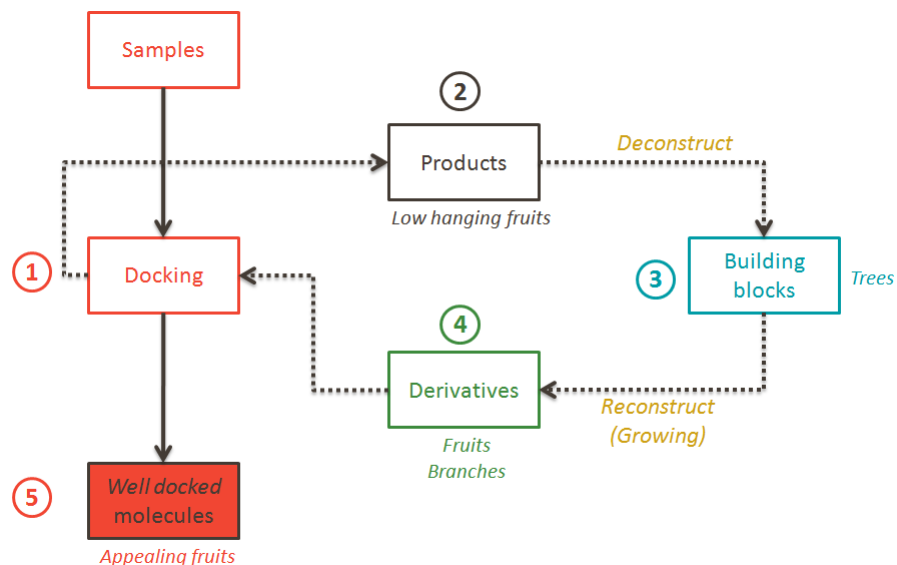 Samples
2
Products
Deconstruct
Low hanging fruits
1
Docking
3
Building
blocks
Trees
4
Derivatives
Reconstruct
(Growing)
Fruits
Branches
5
Well docked
molecules
Appealing fruits